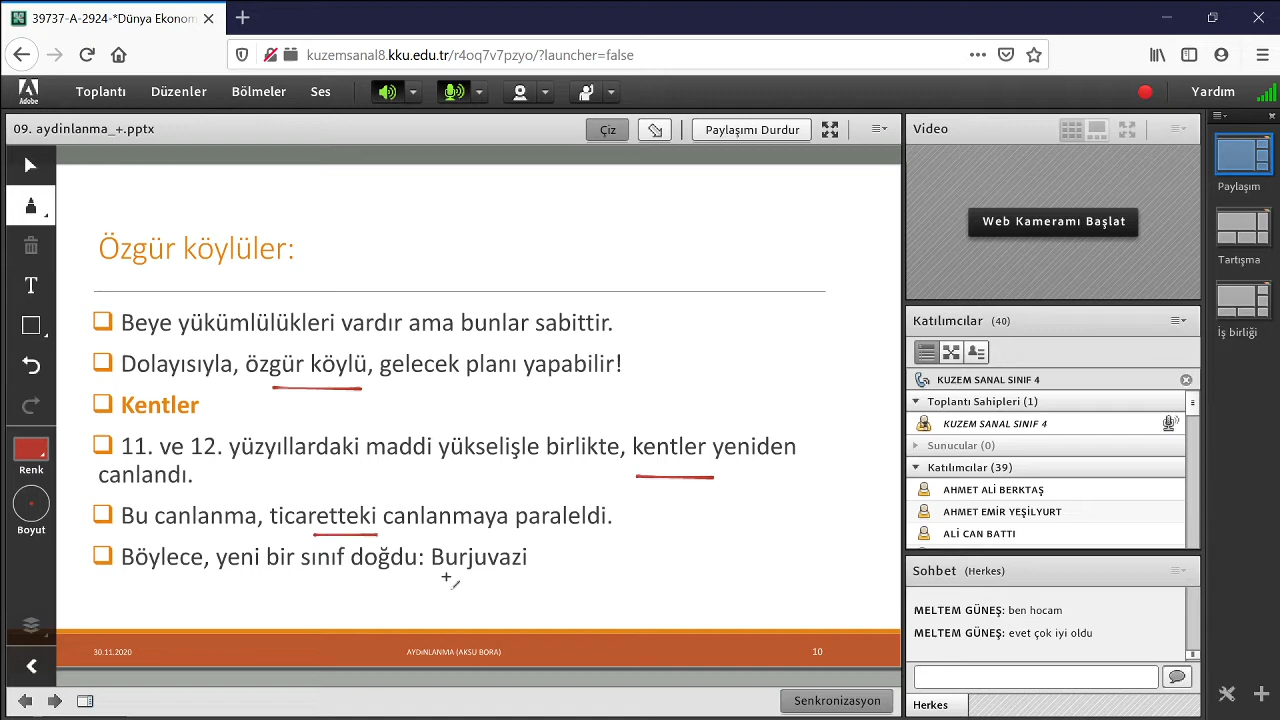 39737-A-2924-*Dünya Ekonom
kuzemsanal8.kku.edu.tr/r4oq7v7pzyo/?launcher=false
Adobe
Toplantı
Düzenler
Bölmeler
Ses
Yardım
09. aydinlanma_+.pptx
Çiz
Paylaşımı Durdur
Özgür köylüler:
Beye yükümlülükleri vardır ama bunlar sabittir.
Dolayısıyla, özgür köylü, gelecek planı yapabilir!
Kentler
11. ve 12. yüzyıllardaki maddi yükselişle birlikte, kentler yeniden
canlandı.
Bu canlanma, ticaretteki canlanmaya paraleldi.
Böylece, yeni bir sınıf doğdu: Burjuvazi
30.11.2020
AYDıNLANMA (AKSU BORA)
10
T
Renk
Boyut
Senkronizasyon
Video
Web Kameramı Başlat
Katılımcılar (40)
KUZEM SANAL SINIF 4
Toplantı Sahipleri (1)
KUZEM SANAL SINIF 4
Sunucular (0)
Katılımcılar (39)
AHMET ALİ BERKTAŞ
AHMET EMIR YEŞİLYURT
ALİ CAN BATTI
Sohbet (Herkes)
MELTEM GÜNEŞ: ben hocam
MELTEM GÜNEŞ: evet çok iyi oldu
Herkes
Paylaşım
Tartışma
İş birliği